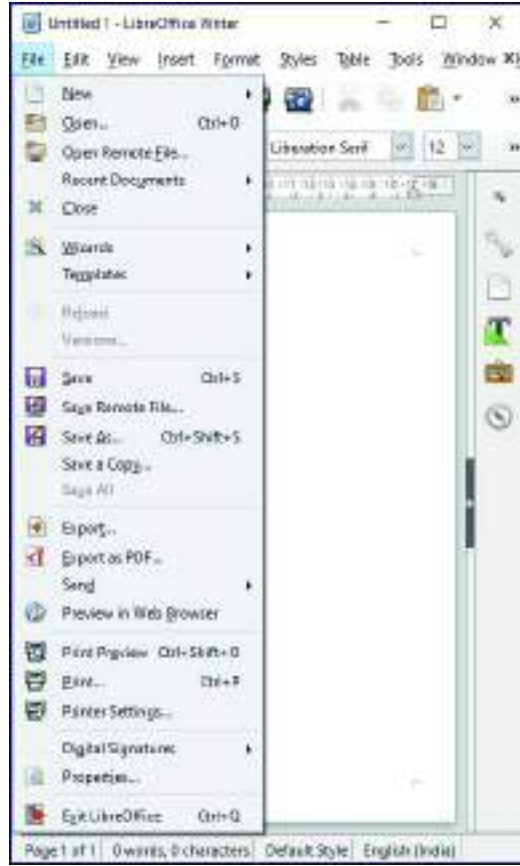 Untitled 1 - LibreOffice Writer
File Edit View Insert Format Styles Table Tools Window
New
Open... Ctrl+O
Open Remote File...
Liberation Serif 12
Recent Documents
Close
Wizards
Templates
Reload
Versions...
Save Ctrl+S
Save Remote File...
Save As... Ctrl+Shift+S
Save a Copy...
Save All
Export...
Export as PDF...
Send
Preview in Web Browser
Print Preview Ctrl+Shift+O
Print... Ctrl+P
Printer Settings...
Digital Signatures
Properties...
Exit LibreOffice Ctrl+Q
Page 1 of 1 0 words, 0 characters Default Style English (India)